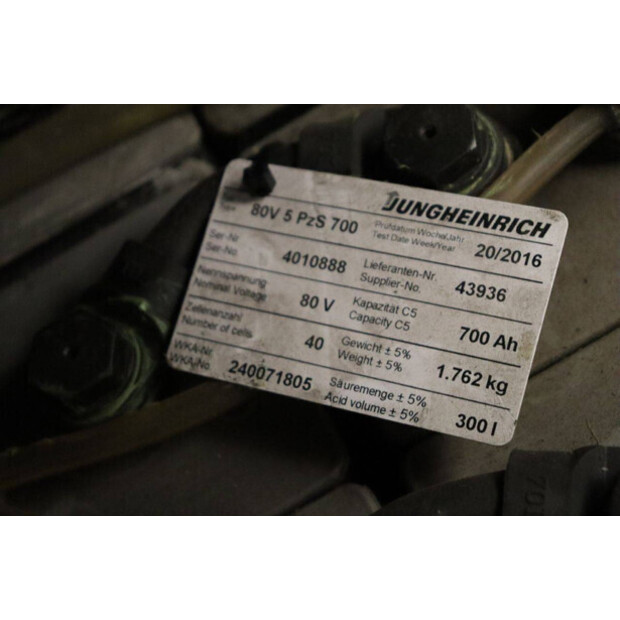 JUNGHEINRICH
Type 80V 5 PzS 700 Prüfdatum Woche/Jahr
Test Date Week/Year 20/2016
Ser-Nr.
Ser-No. 4010888 Lieferanten-Nr.
Supplier-No. 43936
Nennspannung
Nominal Voltage 80 V Kapazität C5
Capacity C5 700 Ah
Zellenanzahl
Number of cells 40 Gewicht ± 5%
Weight ± 5% 1.762 kg
WKA-Nr.
WKA-No. 240071805 Säuremenge ± 5%
Acid volume ± 5% 300 l